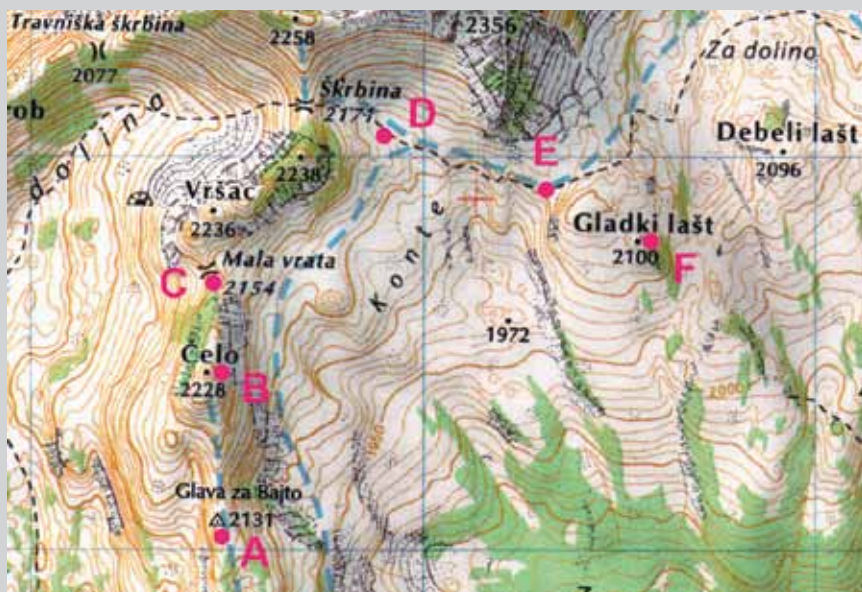 Travniška škrbina
2077
2258
2356
Škrbina
2171
Za dolino
rob
dolina
D
Debeli lašt
2096
2238
Vršac
2236
E
Gladki lašt
2100
F
Konte
Mala vrata
2154
C
1972
Čelo
2228
B
2000
1900
Glava za Bajto
2131
A